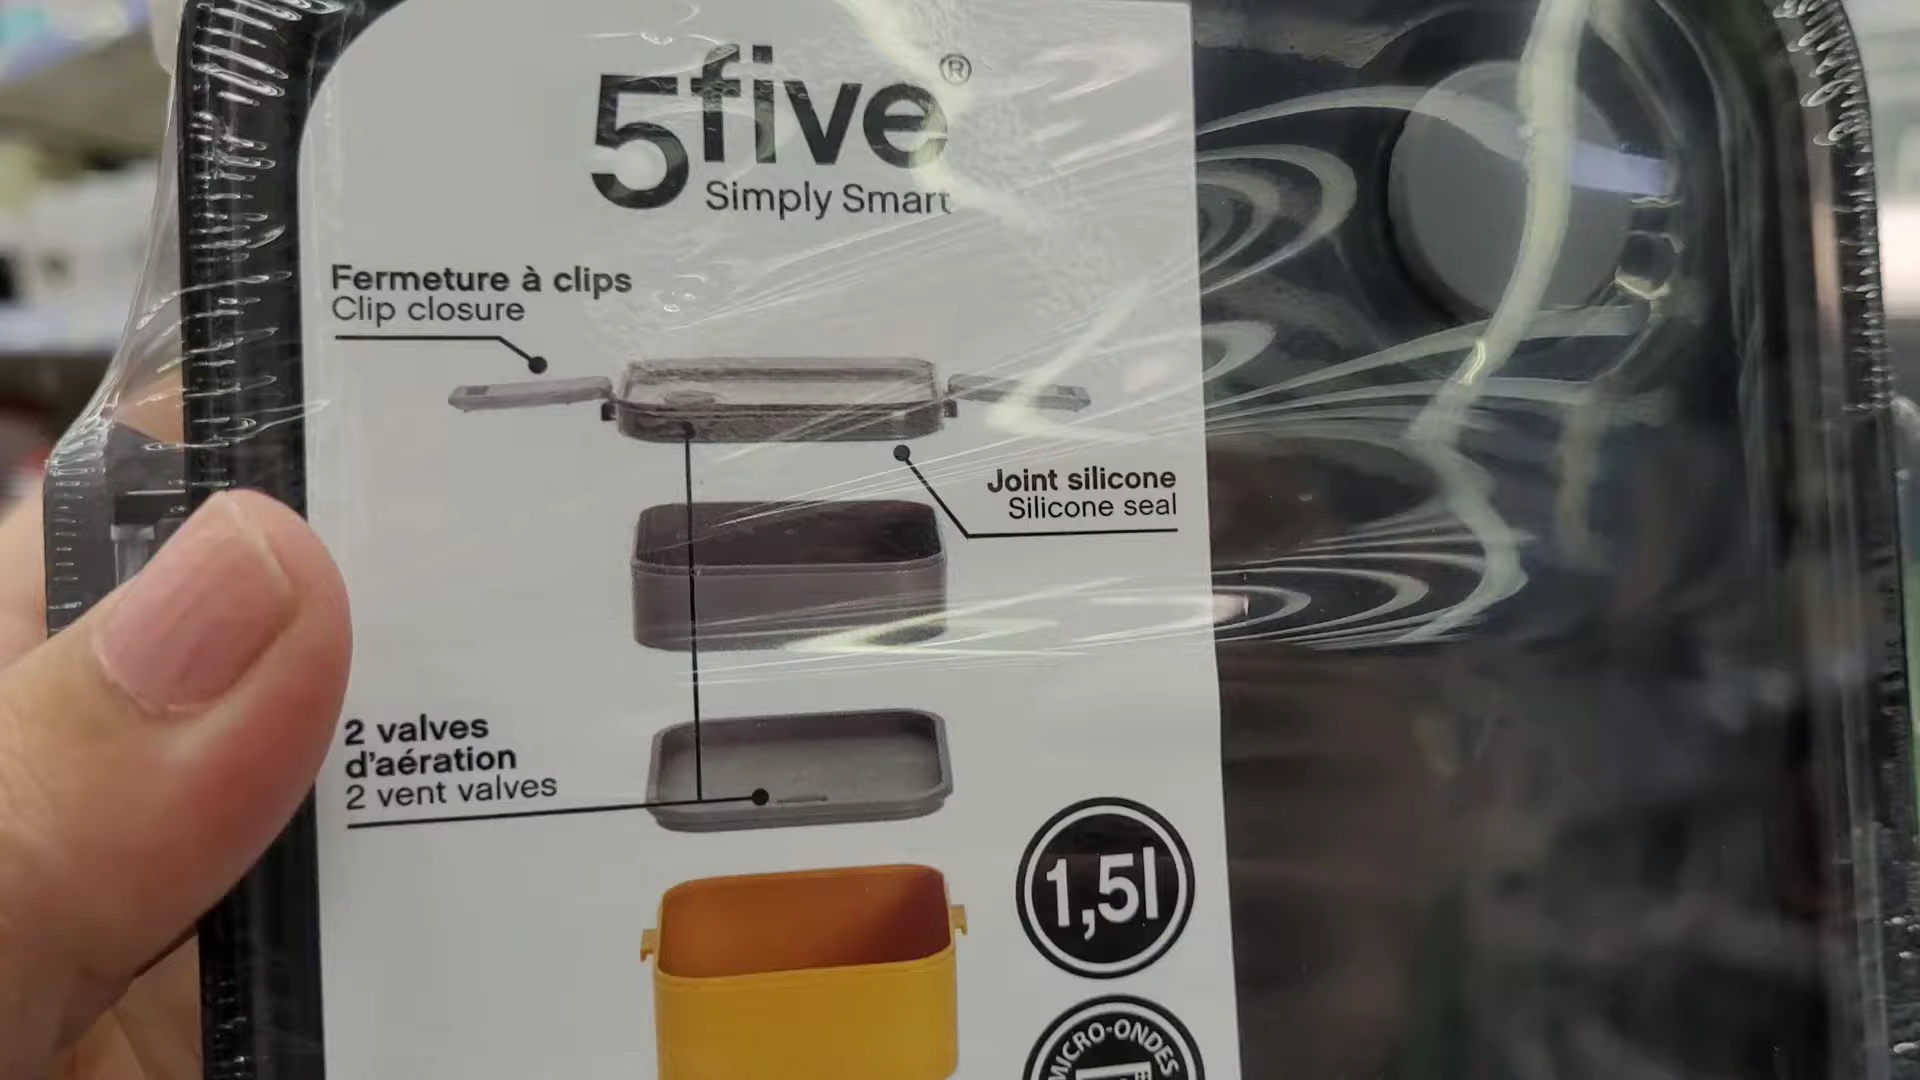 5five®
Simply Smart
Fermeture à clips
Clip closure
Joint silicone
Silicone seal
2 valves
d'aération
2 vent valves
1,5l
MICRO-ONDES